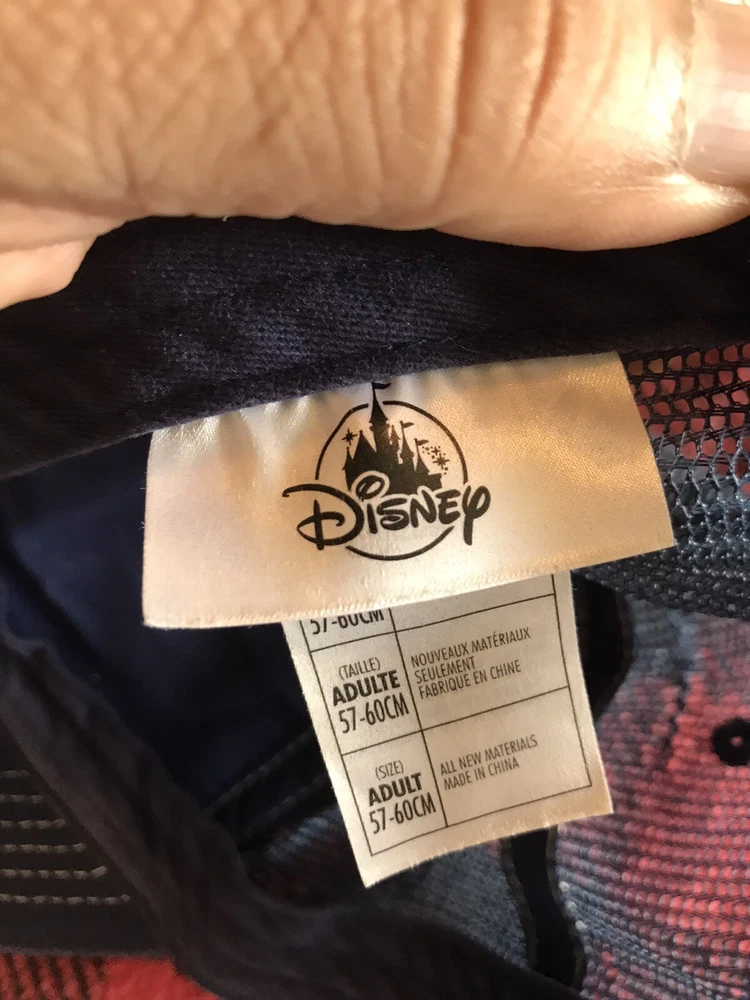 Disney
57-60CM
(TAILLE)
ADULTE
57-60CM
NOUVEAUX MATÉRIAUX
SEULEMENT
FABRIQUE EN CHINE
(SIZE)
ADULT
57-60CM
ALL NEW MATERIALS
MADE IN CHINA